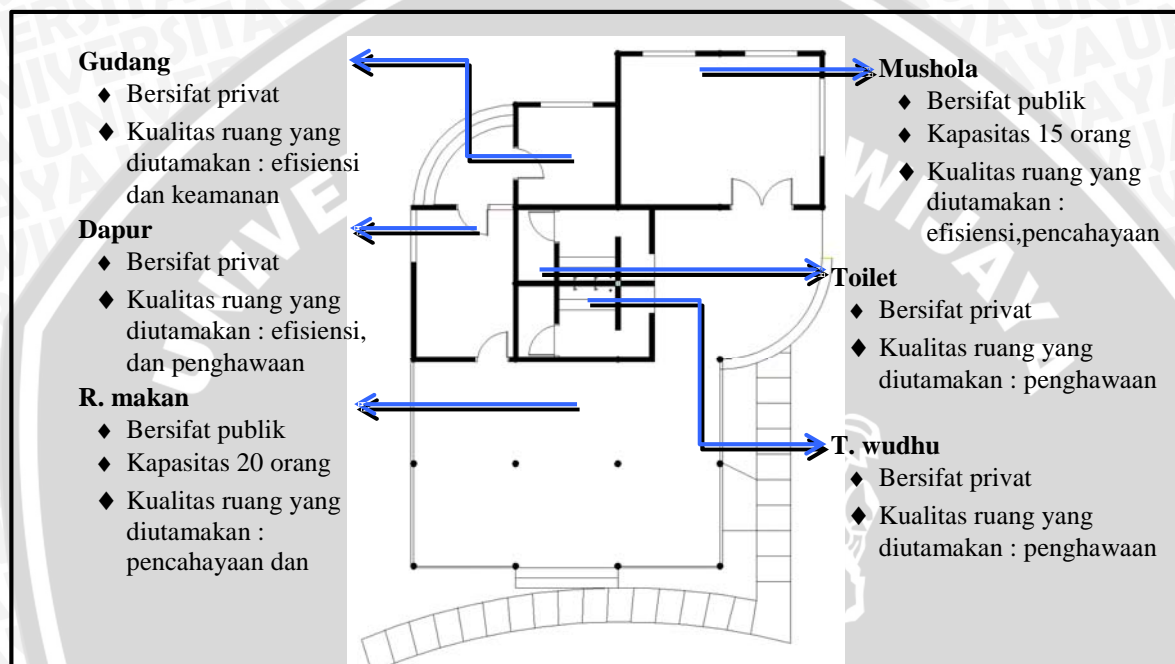 Gudang
♦ Bersifat privat
♦ Kualitas ruang yang
diutamakan : efisiensi
dan keamanan
Dapur
♦ Bersifat privat
♦ Kualitas ruang yang
diutamakan : efisiensi,
dan penghawaan
R. makan
♦ Bersifat publik
♦ Kapasitas 20 orang
♦ Kualitas ruang yang
diutamakan :
pencahayaan dan
Mushola
♦ Bersifat publik
♦ Kapasitas 15 orang
♦ Kualitas ruang yang
diutamakan :
efisiensi,pencahayaan
Toilet
♦ Bersifat privat
♦ Kualitas ruang yang
diutamakan : penghawaan
T. wudhu
♦ Bersifat privat
♦ Kualitas ruang yang
diutamakan : penghawaan